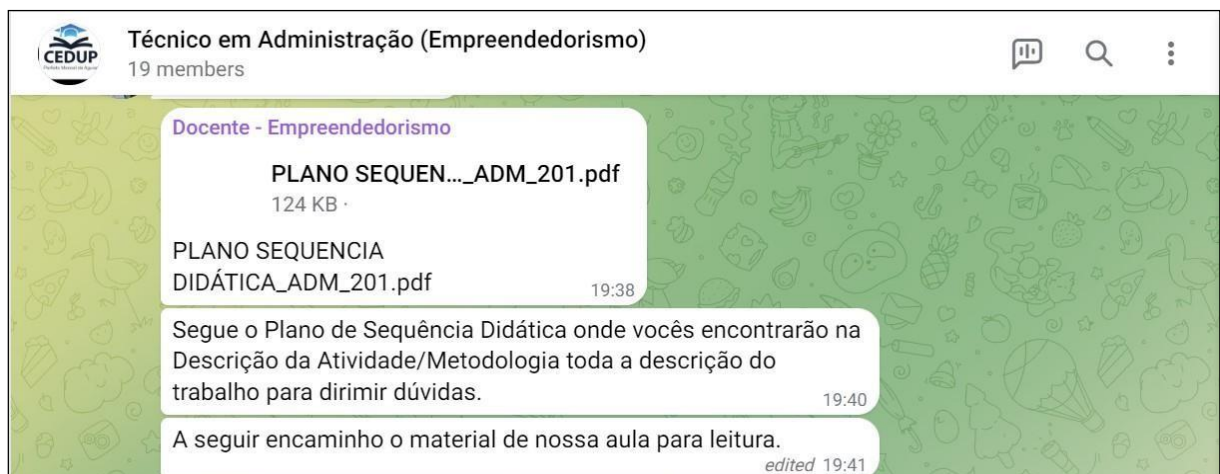 CEDUP
Técnico em Administração (Empreendedorismo)
19 members
Docente - Empreendedorismo
PLANO SEQUEN..._ADM_201.pdf
124 KB ·
PLANO SEQUENCIA
DIDÁTICA_ADM_201.pdf
19:38
Segue o Plano de Sequência Didática onde vocês encontrarão na
Descrição da Atividade/Metodologia toda a descrição do
trabalho para dirimir dúvidas.
19:40
A seguir encaminho o material de nossa aula para leitura.
edited 19:41